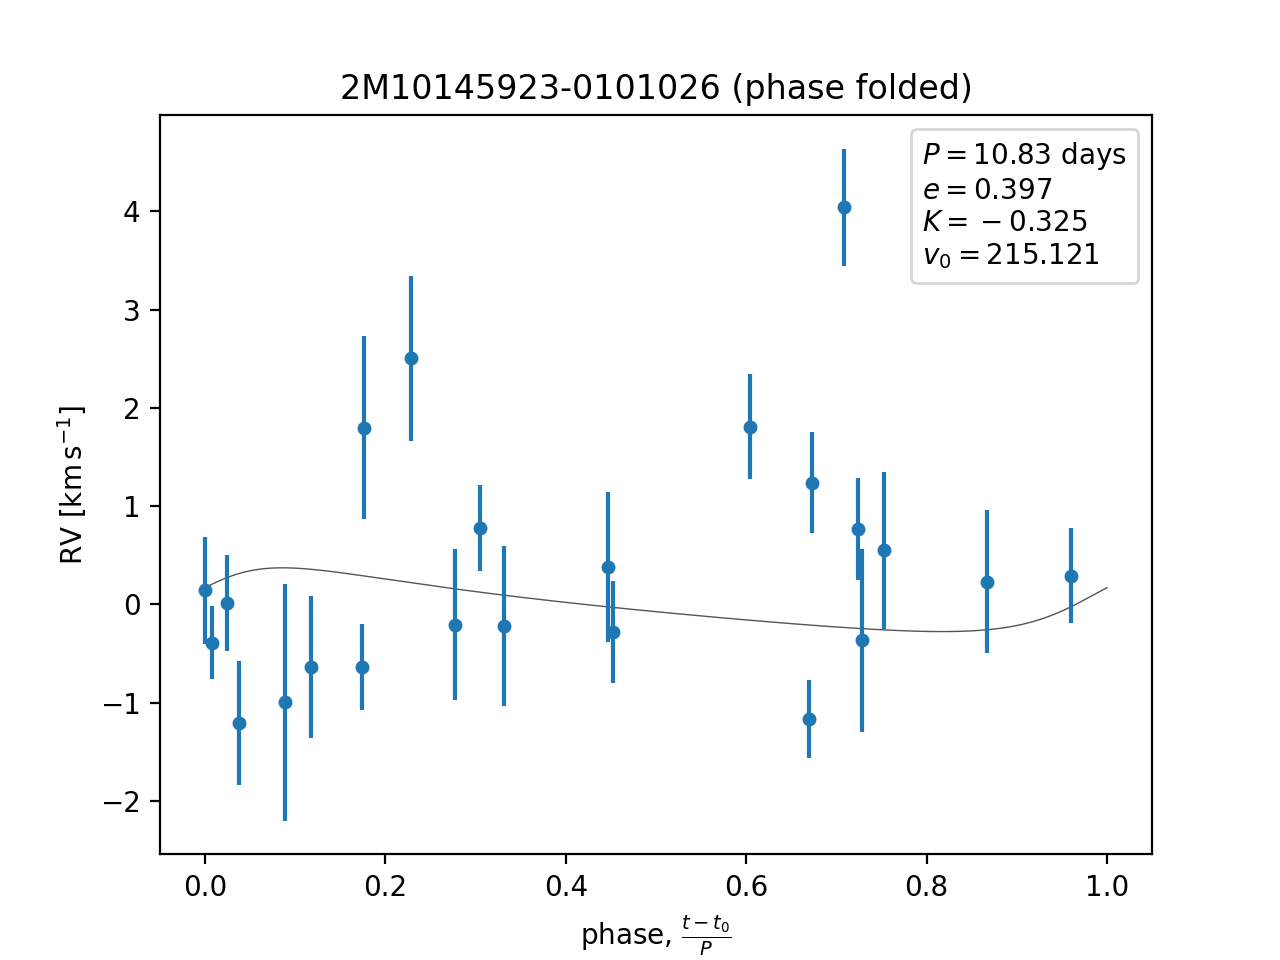 2M10145923-0101026 (phase folded)
P = 10.83 days
e = 0.397
K = −0.325
v₀ = 215.121
4
3
2
1
0
−1
−2
RV [km s⁻¹]
0.0 0.2 0.4 0.6 0.8 1.0
phase, (t − t₀)/P